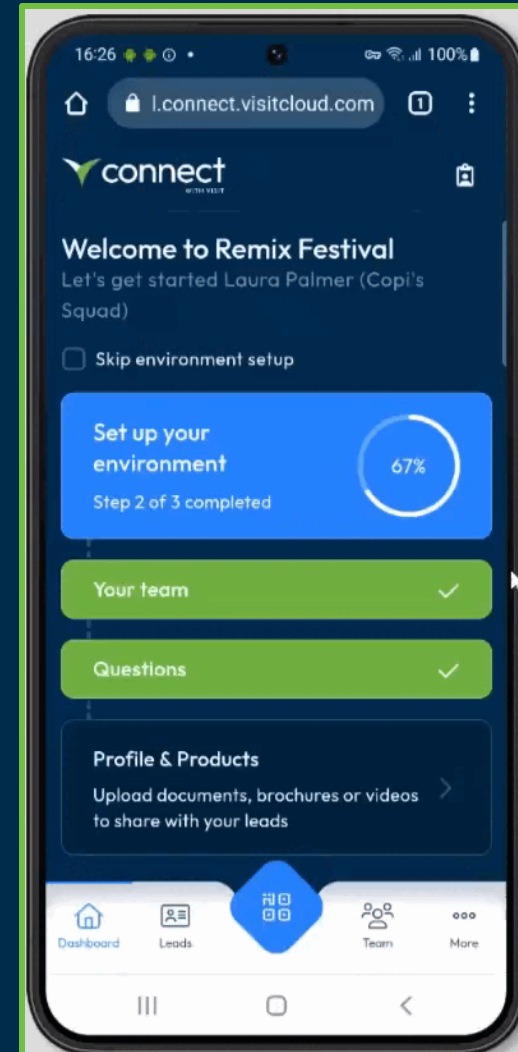 16:26
100%
l.connect.visitcloud.com
1
connect
WITH VISIT
Welcome to Remix Festival
Let's get started Laura Palmer (Copi's
Squad)
Skip environment setup
Set up your
environment
67%
Step 2 of 3 completed
Your team
Questions
Profile & Products
Upload documents, brochures or videos
to share with your leads
Dashboard
Leads
Team
More